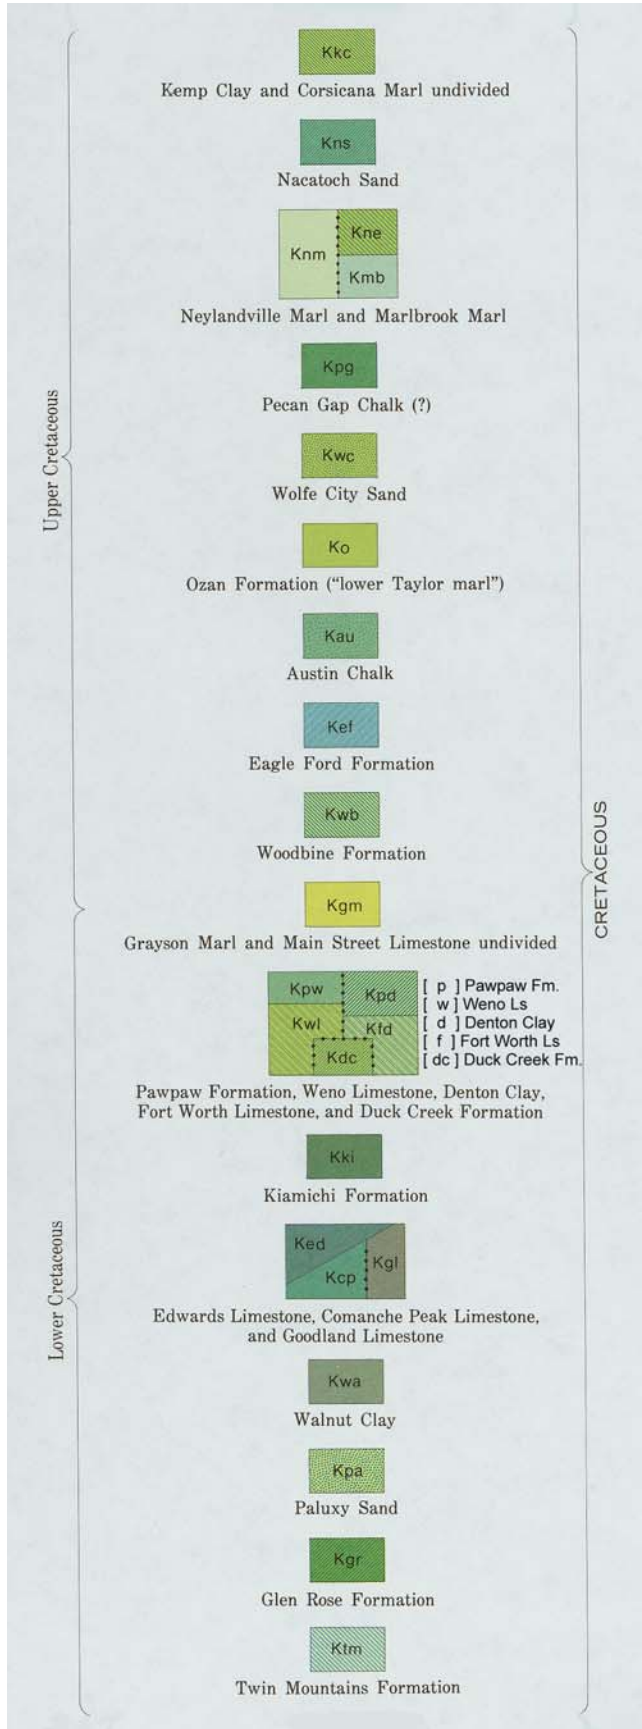 Kkc
Kemp Clay and Corsicana Marl undivided
Kns
Nacatoch Sand
Knm
Kne
Kmb
Neylandville Marl and Marlbrook Marl
Kpg
Pecan Gap Chalk (?)
Kwc
Wolfe City Sand
Ko
Ozan Formation (“lower Taylor marl”)
Kau
Austin Chalk
Kef
Eagle Ford Formation
Kwb
Woodbine Formation
Upper Cretaceous
Kgm
Grayson Marl and Main Street Limestone undivided
Kpw
Kpd
Kwl
Kfd
Kdc
[ p ] Pawpaw Fm.
[ w ] Weno Ls
[ d ] Denton Clay
[ f ] Fort Worth Ls
[ dc ] Duck Creek Fm.
Pawpaw Formation, Weno Limestone, Denton Clay,
Fort Worth Limestone, and Duck Creek Formation
Kki
Kiamichi Formation
Ked
Kcp
Kgl
Edwards Limestone, Comanche Peak Limestone,
and Goodland Limestone
Kwa
Walnut Clay
Kpa
Paluxy Sand
Kgr
Glen Rose Formation
Ktm
Twin Mountains Formation
Lower Cretaceous
CRETACEOUS